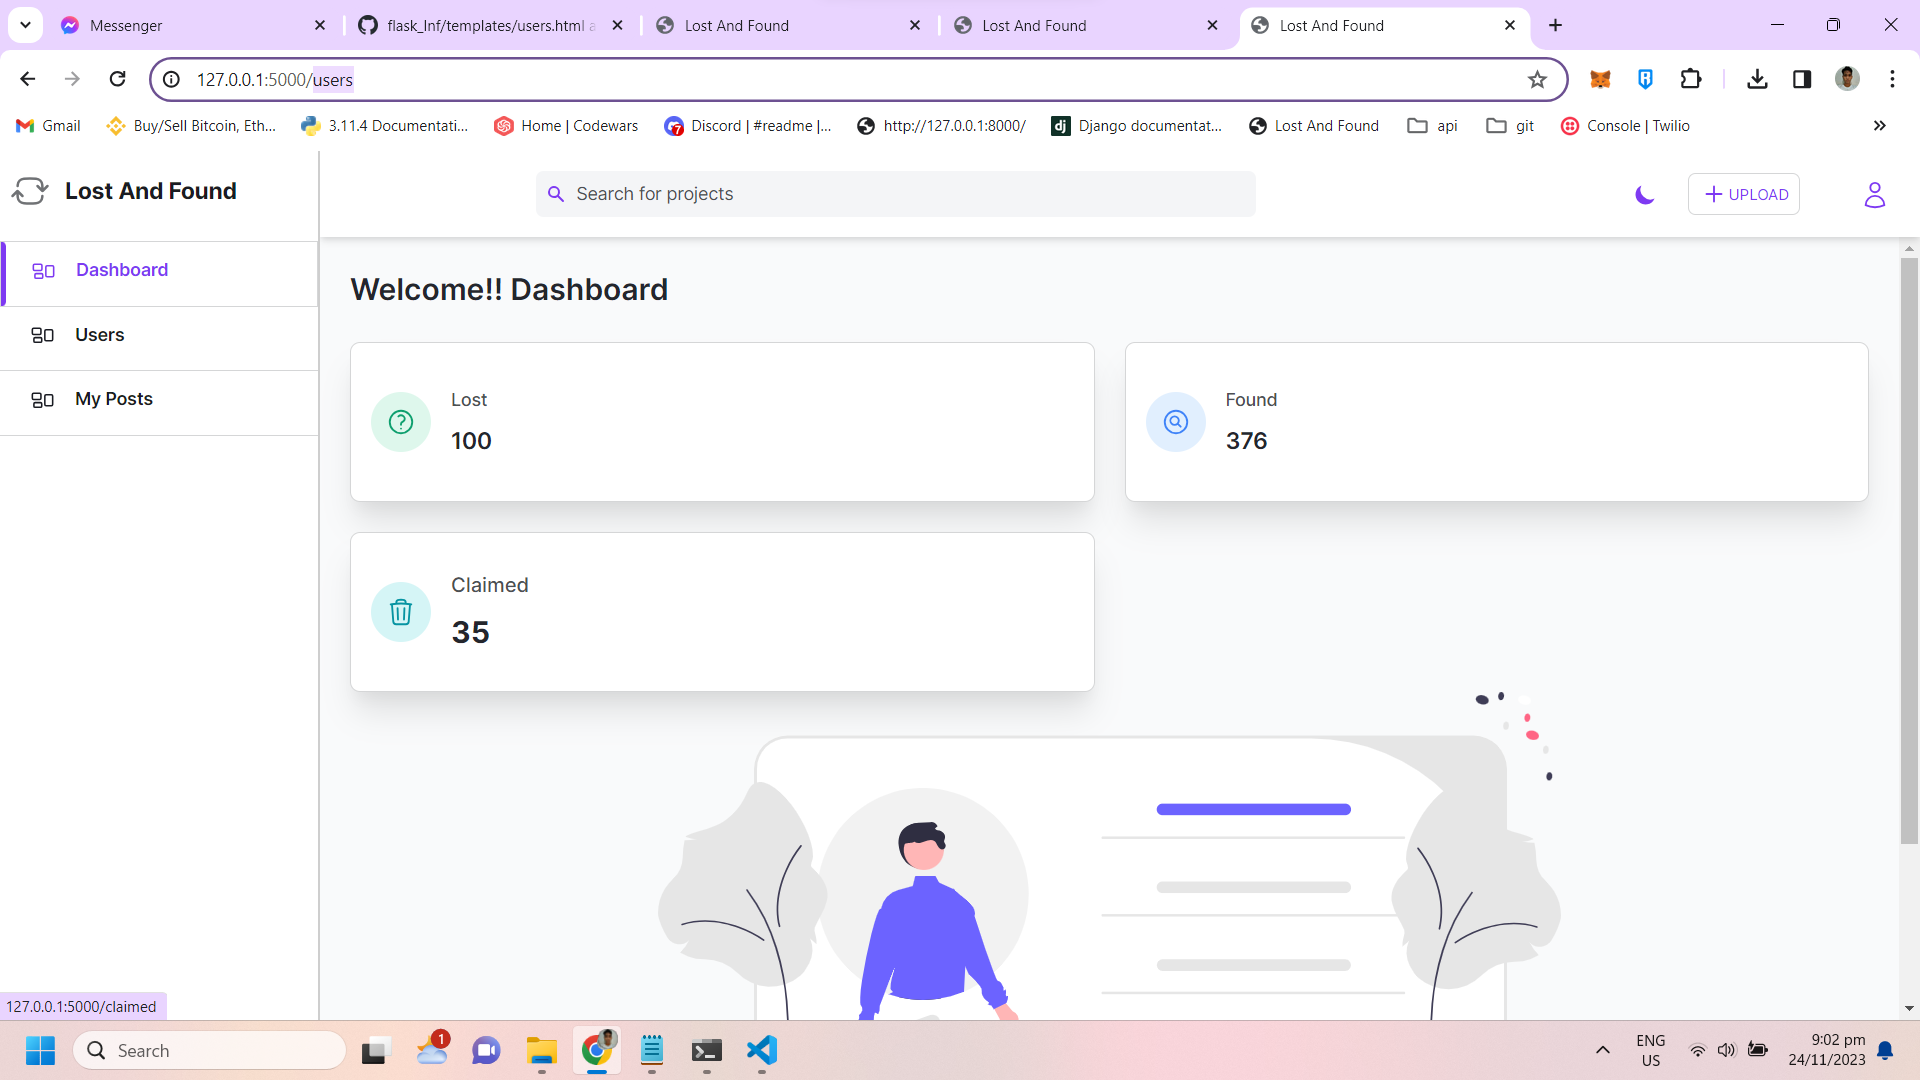 Messenger
flask_lnf/templates/users.html a
Lost And Found
Lost And Found
Lost And Found
127.0.0.1:5000/users
Gmail
Buy/Sell Bitcoin, Eth...
3.11.4 Documentati...
Home | Codewars
7
Discord | #readme |...
http://127.0.0.1:8000/
dj
Django documentat...
Lost And Found
api
git
Console | Twilio
Lost And Found
Search for projects
UPLOAD
Dashboard
Users
My Posts
Welcome!! Dashboard
Lost
100
Found
376
Claimed
35
127.0.0.1:5000/claimed
Search
1
ENG
US
9:02 pm
24/11/2023